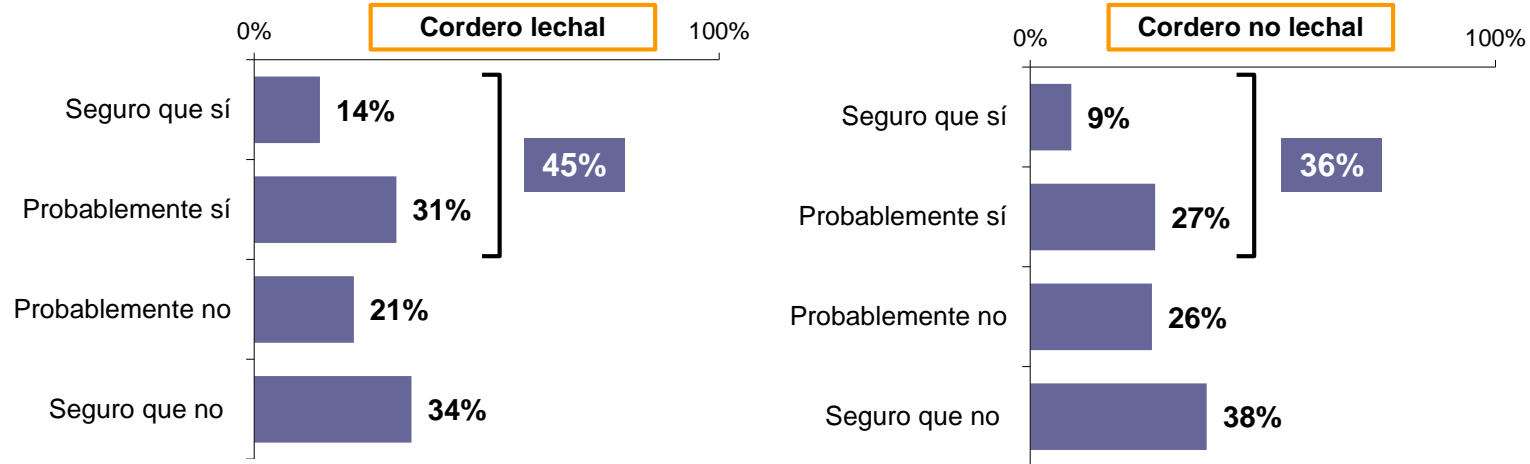 Cordero lechal
0%
100%
Seguro que sí
14%
45%
Probablemente sí
31%
Probablemente no
21%
Seguro que no
34%
Cordero no lechal
0%
100%
Seguro que sí
9%
36%
Probablemente sí
27%
Probablemente no
26%
Seguro que no
38%